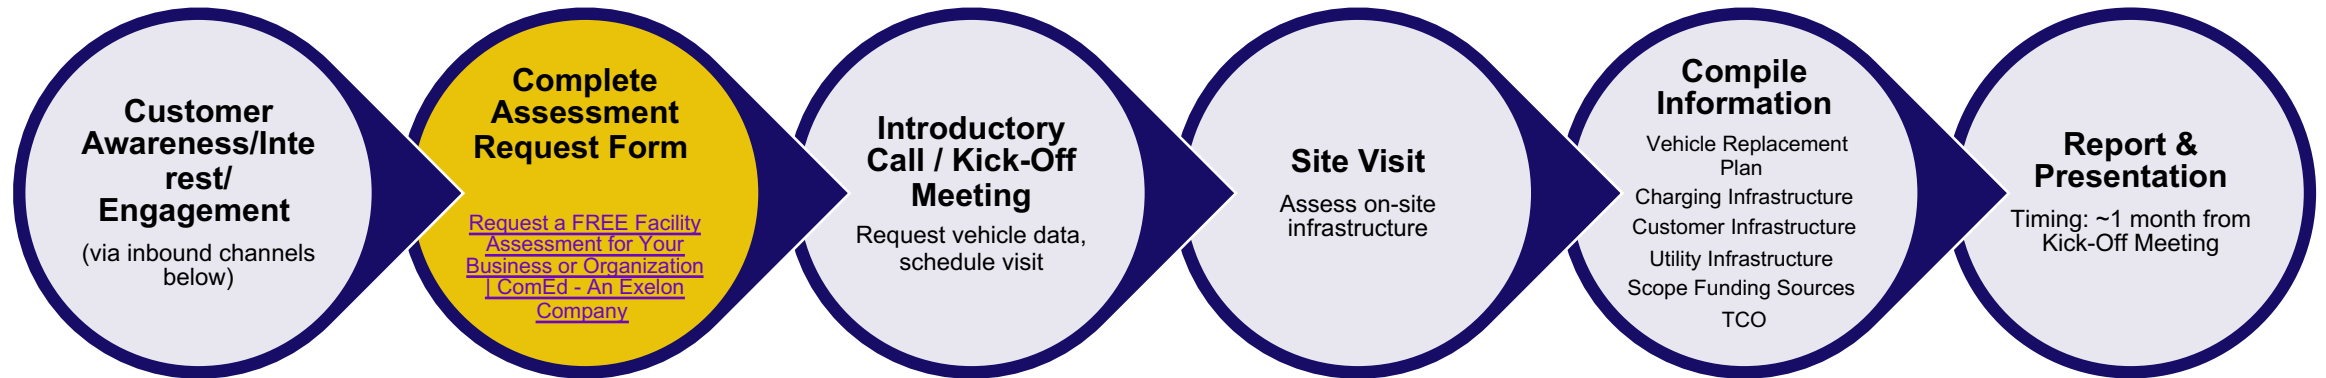 Customer
Awareness/Inte
rest/
Engagement
(via inbound channels
below)
Complete
Assessment
Request Form
Request a FREE Facility
Assessment for Your
Business or Organization
| ComEd - An Exelon
Company
Introductory
Call / Kick-Off
Meeting
Request vehicle data,
schedule visit
Site Visit
Assess on-site
infrastructure
Compile
Information
Vehicle Replacement
Plan
Charging Infrastructure
Customer Infrastructure
Utility Infrastructure
Scope Funding Sources
TCO
Report &
Presentation
Timing: ~1 month from
Kick-Off Meeting